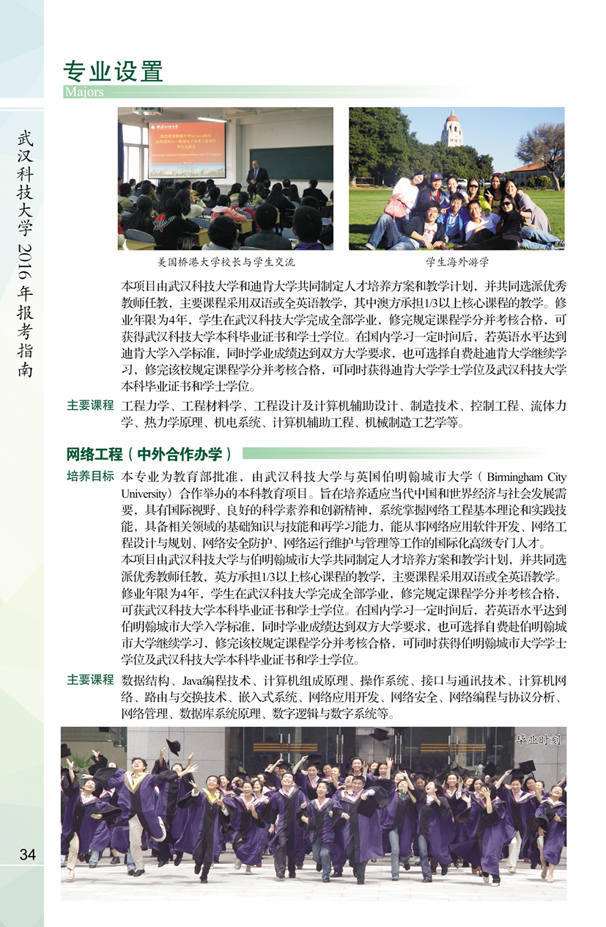 专业设置
Majors
武汉科技大学 2016 年报考指南
美国桥港大学校长与学生交流
学生海外游学
本项目由武汉科技大学和迪肯大学共同制定人才培养方案和教学计划，并共同选派优秀
教师任教，主要课程采用双语或全英语教学，其中澳方承担1/3以上核心课程的教学。修
业年限为4年，学生在武汉科技大学完成全部学业，修完规定课程学分并考核合格，可
获得武汉科技大学本科毕业证书和学士学位。在国内学习一定时间后，若英语水平达到
迪肯大学入学标准，同时学业成绩达到双方大学要求，也可选择自费赴迪肯大学继续学
习，修完该校规定课程学分并考核合格，可同时获得迪肯大学学士学位及武汉科技大学
本科毕业证书和学士学位。
主要课程 工程力学、工程材料学、工程设计及计算机辅助设计、制造技术、控制工程、流体力
学、热力学原理、机电系统、计算机辅助工程、机械制造工艺学等。
网络工程（中外合作办学）
培养目标 本专业为教育部批准，由武汉科技大学与英国伯明翰城市大学（ Birmingham City
University）合作举办的本科教育项目。旨在培养适应当代中国和世界经济与社会发展需
要，具有国际视野、良好的科学素养和创新精神，系统掌握网络工程基本理论和实践技
能，具备相关领域的基础知识与技能和再学习能力，能从事网络应用软件开发、网络工
程设计与规划、网络安全防护、网络运行维护与管理等工作的国际化高级专门人才。
本项目由武汉科技大学与伯明翰城市大学共同制定人才培养方案和教学计划，并共同选
派优秀教师任教，英方承担1/3以上核心课程的教学，主要课程采用双语或全英语教学。
修业年限为4年，学生在武汉科技大学完成全部学业，修完规定课程学分并考核合格，
可获武汉科技大学本科毕业证书和学士学位。在国内学习一定时间后，若英语水平达到
伯明翰城市大学入学标准，同时学业成绩达到双方大学要求，也可选择自费赴伯明翰城
市大学继续学习，修完该校规定课程学分并考核合格，可同时获得伯明翰城市大学学士
学位及武汉科技大学本科毕业证书和学士学位。
主要课程 数据结构、Java编程技术、计算机组成原理、操作系统、接口与通讯技术、计算机网
络、路由与交换技术、嵌入式系统、网络应用开发、网络安全、网络编程与协议分析、
网络管理、数据库系统原理、数字逻辑与数字系统等。
毕业时刻
34